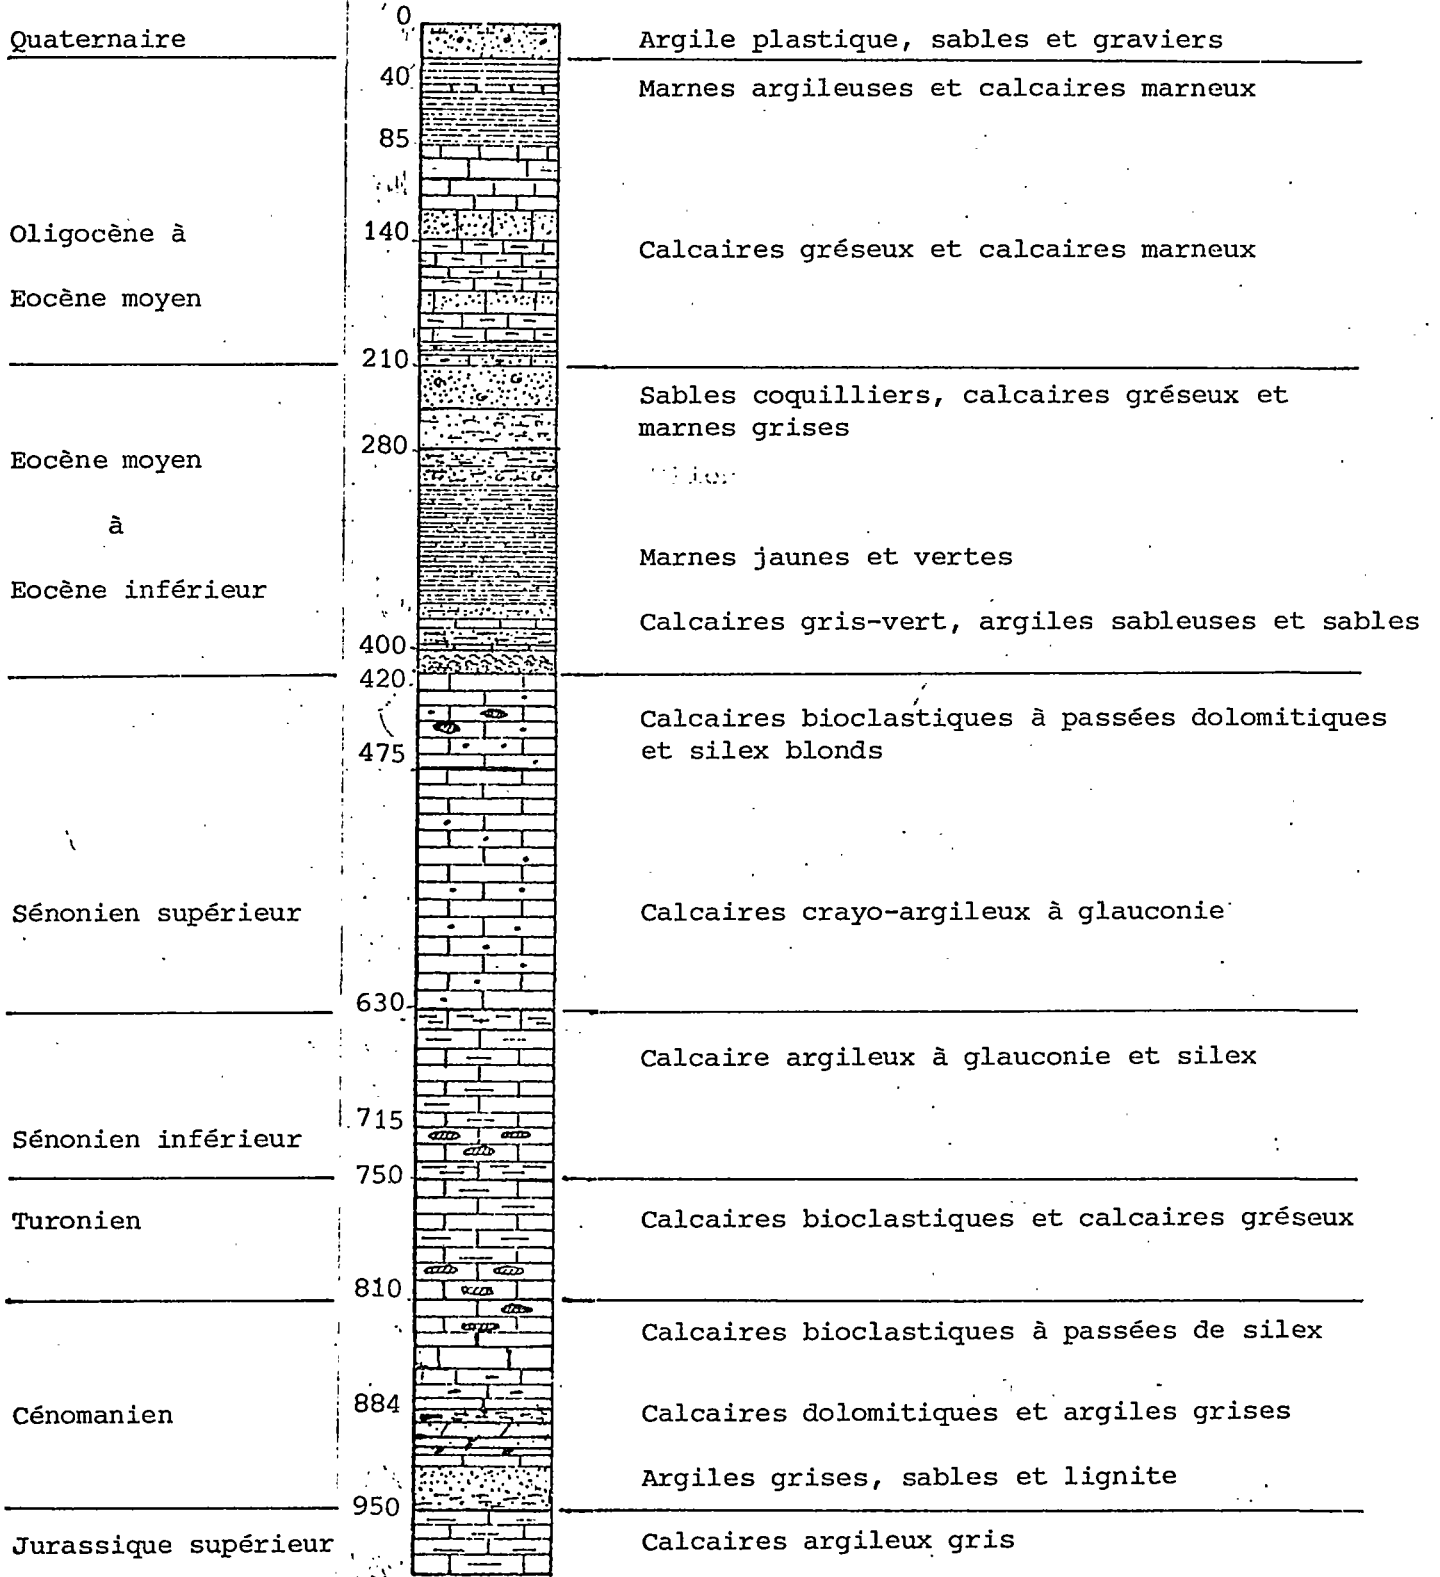 0
Quaternaire
Argile plastique, sables et graviers
40
Marnes argileuses et calcaires marneux
85
Oligocène à
140
Calcaires gréseux et calcaires marneux
Eocène moyen
210
Sables coquilliers, calcaires gréseux et
marnes grises
280
Eocène moyen
à
Marnes jaunes et vertes
Eocène inférieur
Calcaires gris-vert, argiles sableuses et sables
400
420
Calcaires bioclastiques à passées dolomitiques
et silex blonds
475
Sénonien supérieur
Calcaires crayo-argileux à glauconie
630
Calcaire argileux à glauconie et silex
715
Sénonien inférieur
750
Turonien
Calcaires bioclastiques et calcaires gréseux
810
Calcaires bioclastiques à passées de silex
884
Cénomanien
Calcaires dolomitiques et argiles grises
Argiles grises, sables et lignite
950
Jurassique supérieur
Calcaires argileux gris